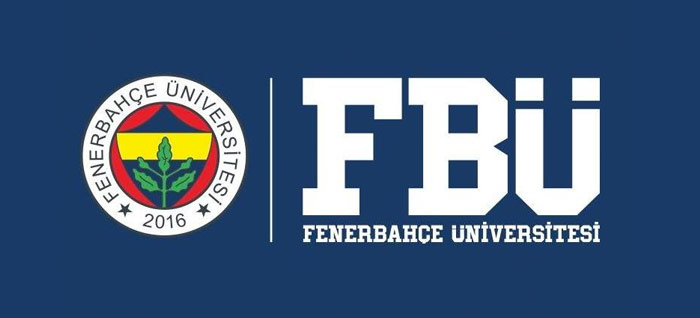 FENERBAHÇE ÜNİVERSİTESİ
2016
FBÜ
FENERBAHÇE ÜNİVERSİTESİ